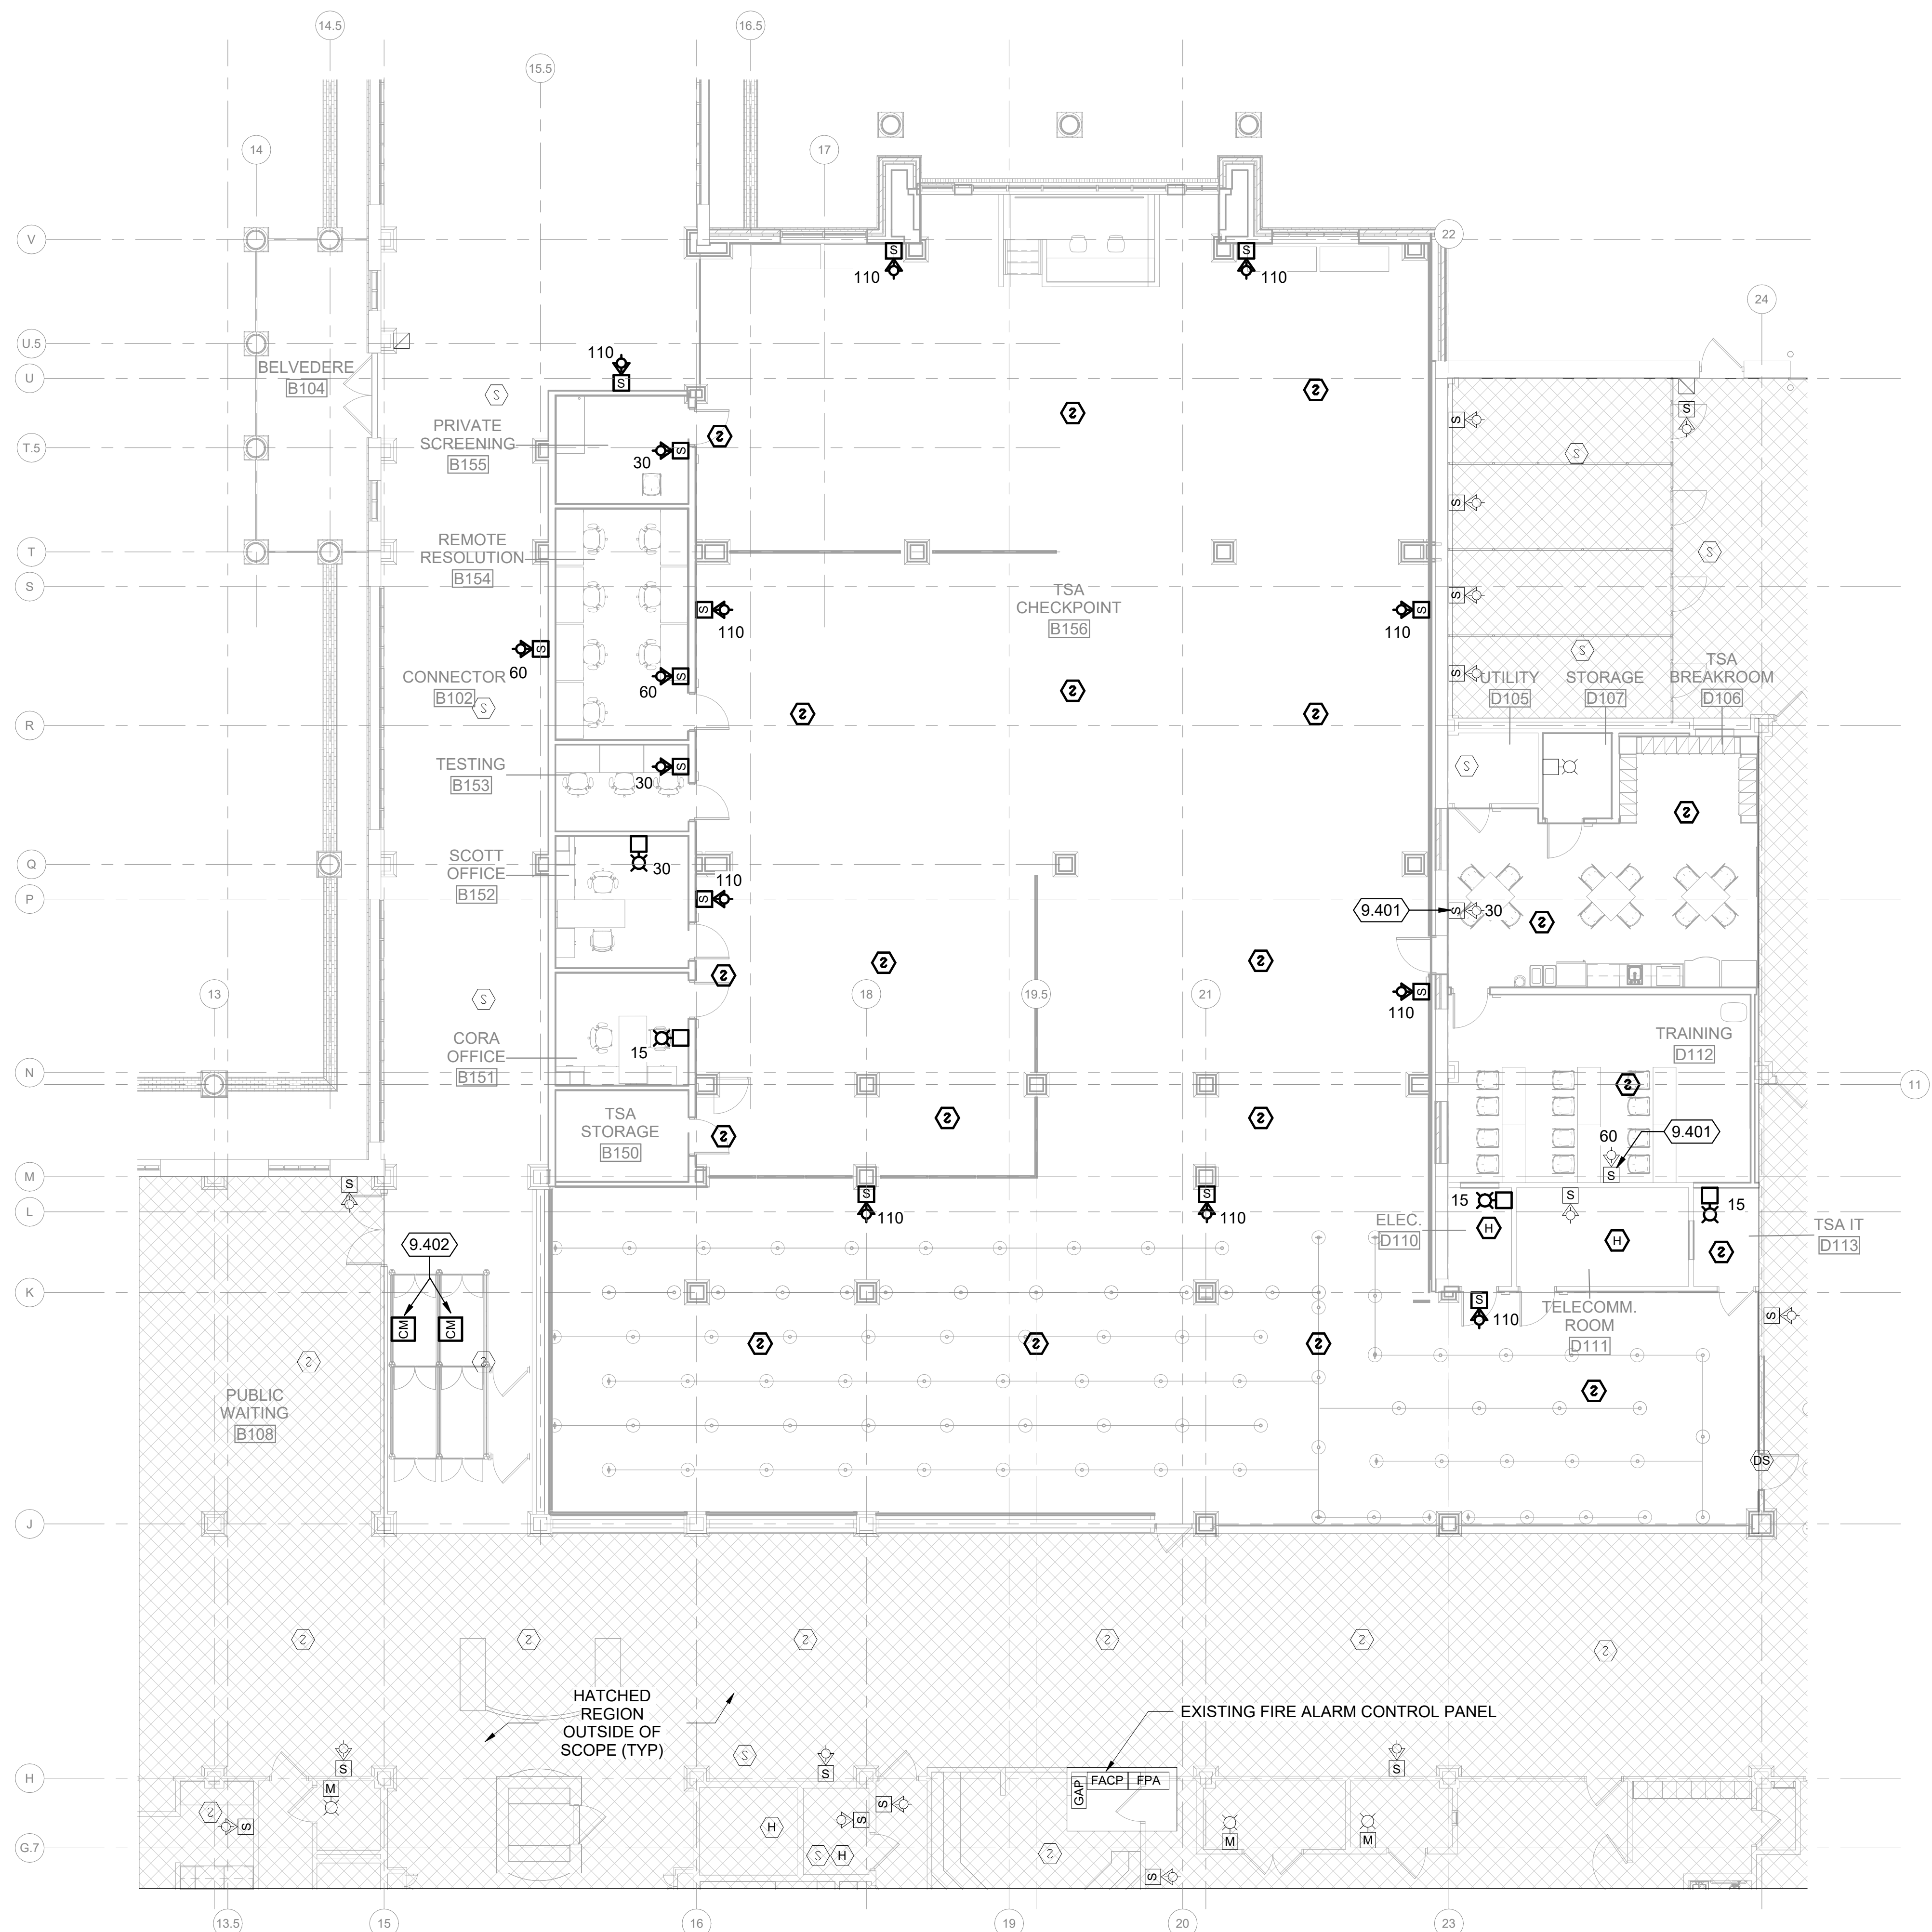 14.5
16.5
15.5
14
17
V
22
110
110
24
U.5
110
BELVEDERE
B104
U
PRIVATE
SCREENING
B155
T.5
30
REMOTE
RESOLUTION
B154
T
S
TSA
CHECKPOINT
B156
110
110
60
CONNECTOR
B102
60
UTILITY
D105
STORAGE
D107
TSA
BREAKROOM
D106
R
TESTING
B153
30
SCOTT
OFFICE
B152
Q
30
110
P
9.401
S
30
13
18
19.5
21
110
CORA
OFFICE
B151
15
TRAINING
D112
N
11
TSA
STORAGE
B150
60
9.401
M
S
S
S
110
110
15
15
L
ELEC.
D110
H
H
TSA IT
D113
9.402
K
CM
CM
S
110
TELECOMM.
ROOM
D111
PUBLIC
WAITING
B108
DS
J
HATCHED
REGION
OUTSIDE OF
SCOPE (TYP)
EXISTING FIRE ALARM CONTROL PANEL
H
S
M
S
S
GAP
FACP
FPA
S
H
S
S
M
M
G.7
H
S
13.5
15
16
19
20
23